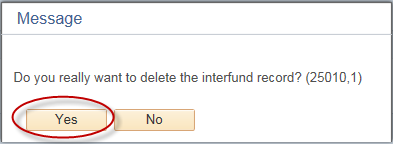 Message
Do you really want to delete the interfund record? (25010,1)
Yes No